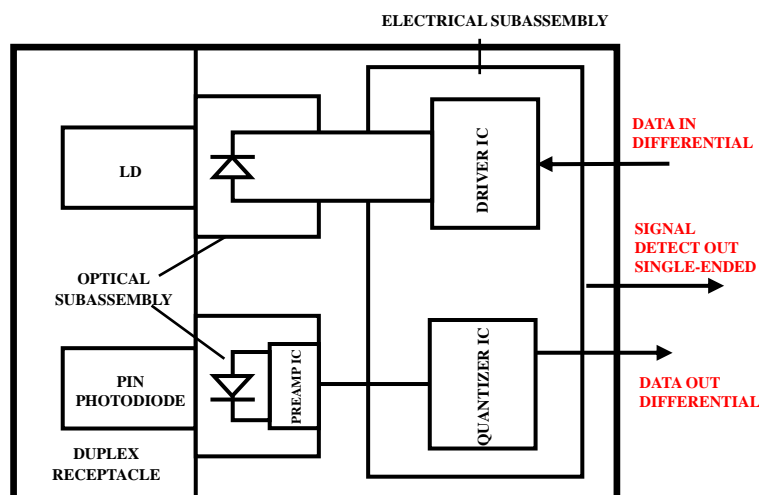 ELECTRICAL SUBASSEMBLY
LD
DRIVER IC
DATA IN
DIFFERENTIAL
SIGNAL
DETECT OUT
SINGLE-ENDED
OPTICAL
SUBASSEMBLY
PIN
PHOTODIODE
PREAMP IC
QUANTIZER IC
DATA OUT
DIFFERENTIAL
DUPLEX
RECEPTACLE